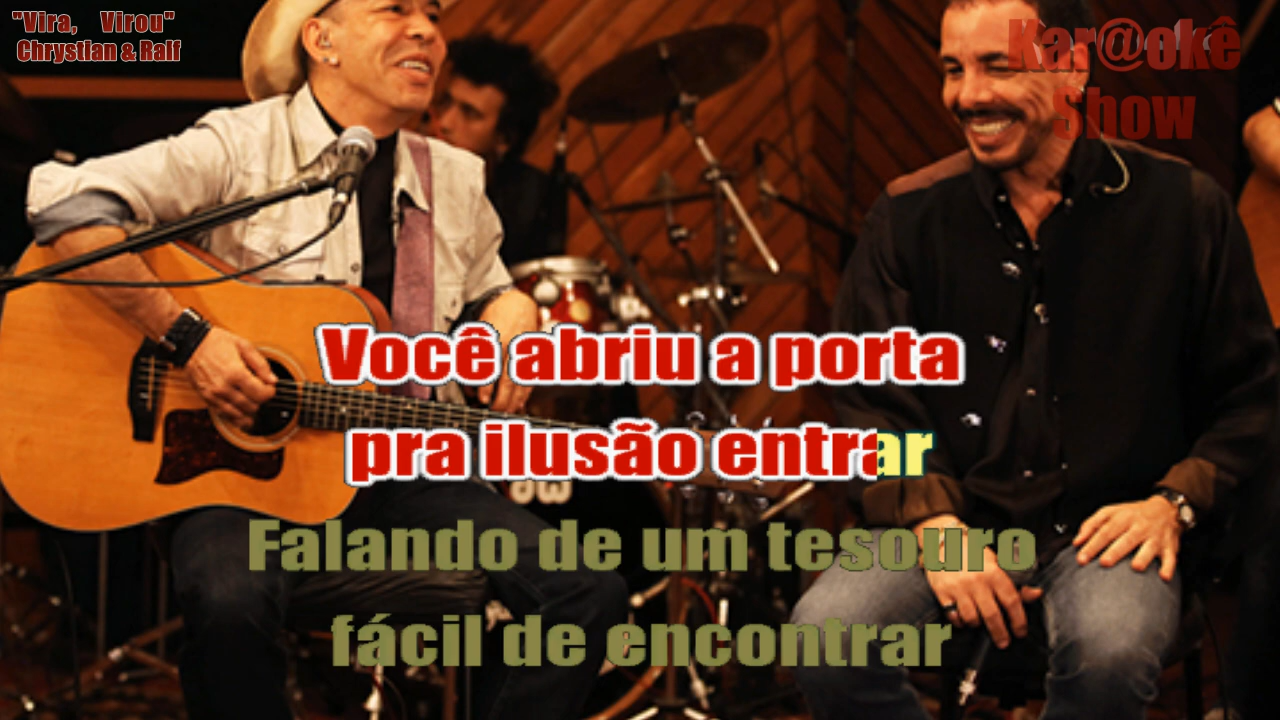 "Vira, Virou"
Chrystian & Ralf
Kar@okê
Show
Você abriu a porta
pra ilusão entrar
Falando de um tesouro
fácil de encontrar